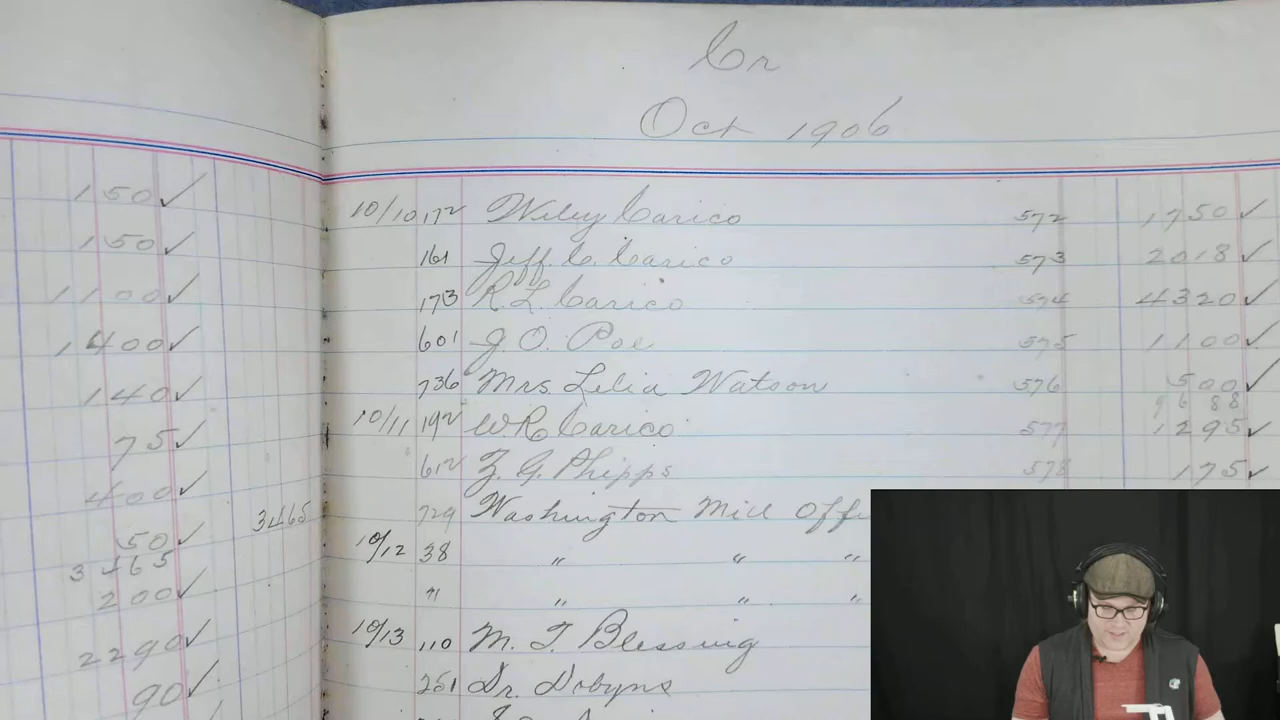 Cr
Oct 1906
150 ✓
150 ✓
1100 ✓
1400 ✓
140 ✓
75 ✓
400 ✓
50 ✓ 3465
3465
200 ✓
2290 ✓
90 ✓
10/10 172 Wiley Carico 572 1750 ✓
161 Jeff. C. Carico 573 2018 ✓
173 R L Carico 574 4320 ✓
601 J. O. Poe 575 1100 ✓
736 Mrs. Lelia Watson 576 500 ✓
9688
10/11 192 W R Carico 577 1295 ✓
612 Z. G. Phipps 578 175 ✓
729 Washington Mill
10/12 38 " " "
" " " "
10/13 110 M. T. Blessing
251 Dr. Dobyns